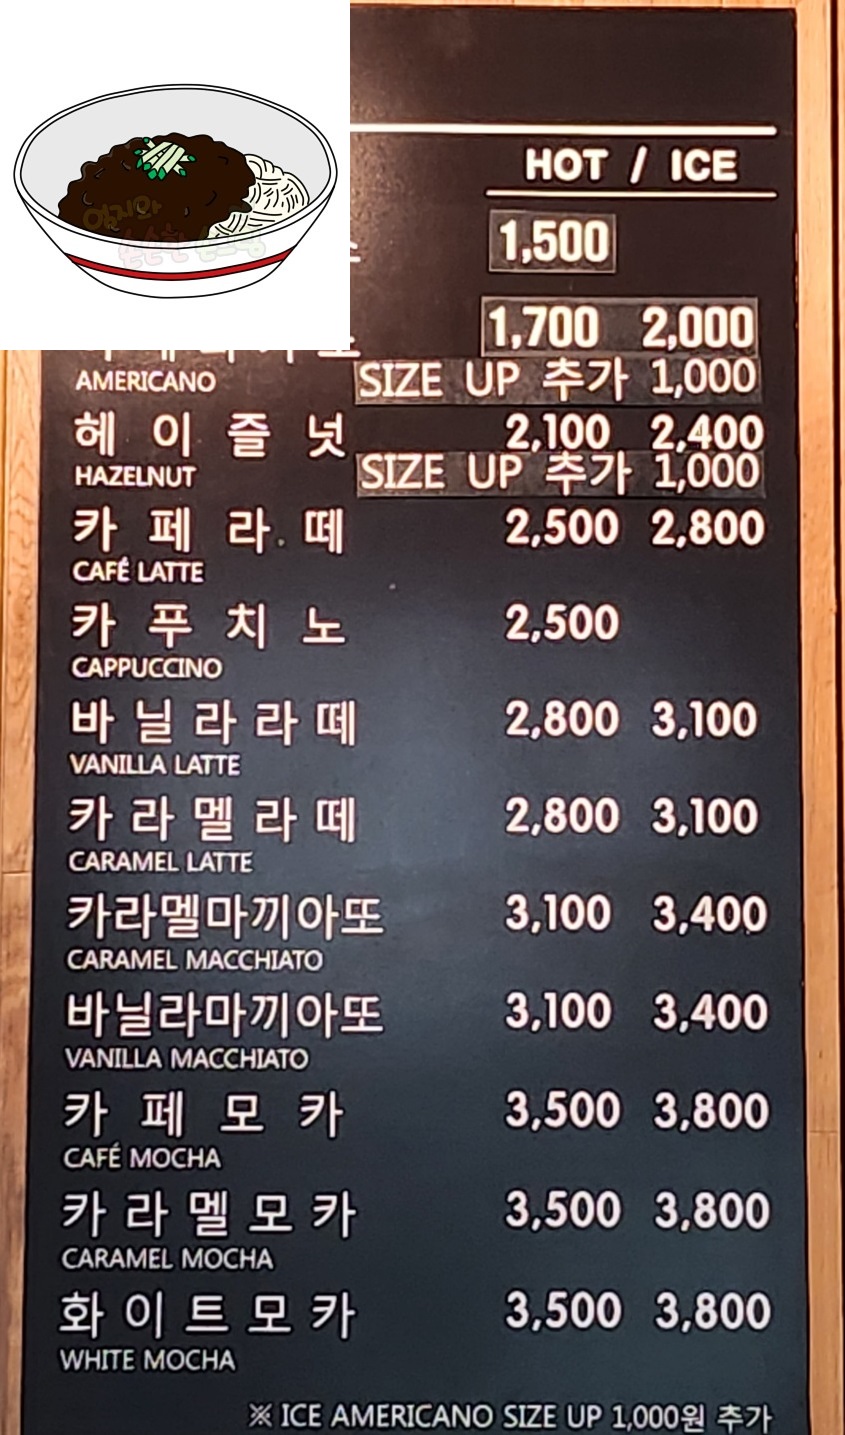 HOT / ICE
1,500
1,700 2,000
AMERICANO SIZE UP 추가 1,000
헤이즐넛 2,100 2,400
HAZELNUT SIZE UP 추가 1,000
카페라떼 2,500 2,800
CAFÉ LATTE
카푸치노 2,500
CAPPUCCINO
바닐라라떼 2,800 3,100
VANILLA LATTE
카라멜라떼 2,800 3,100
CARAMEL LATTE
카라멜마끼아또 3,100 3,400
CARAMEL MACCHIATO
바닐라마끼아또 3,100 3,400
VANILLA MACCHIATO
카페모카 3,500 3,800
CAFÉ MOCHA
카라멜모카 3,500 3,800
CARAMEL MOCHA
화이트모카 3,500 3,800
WHITE MOCHA
※ ICE AMERICANO SIZE UP 1,000원 추가